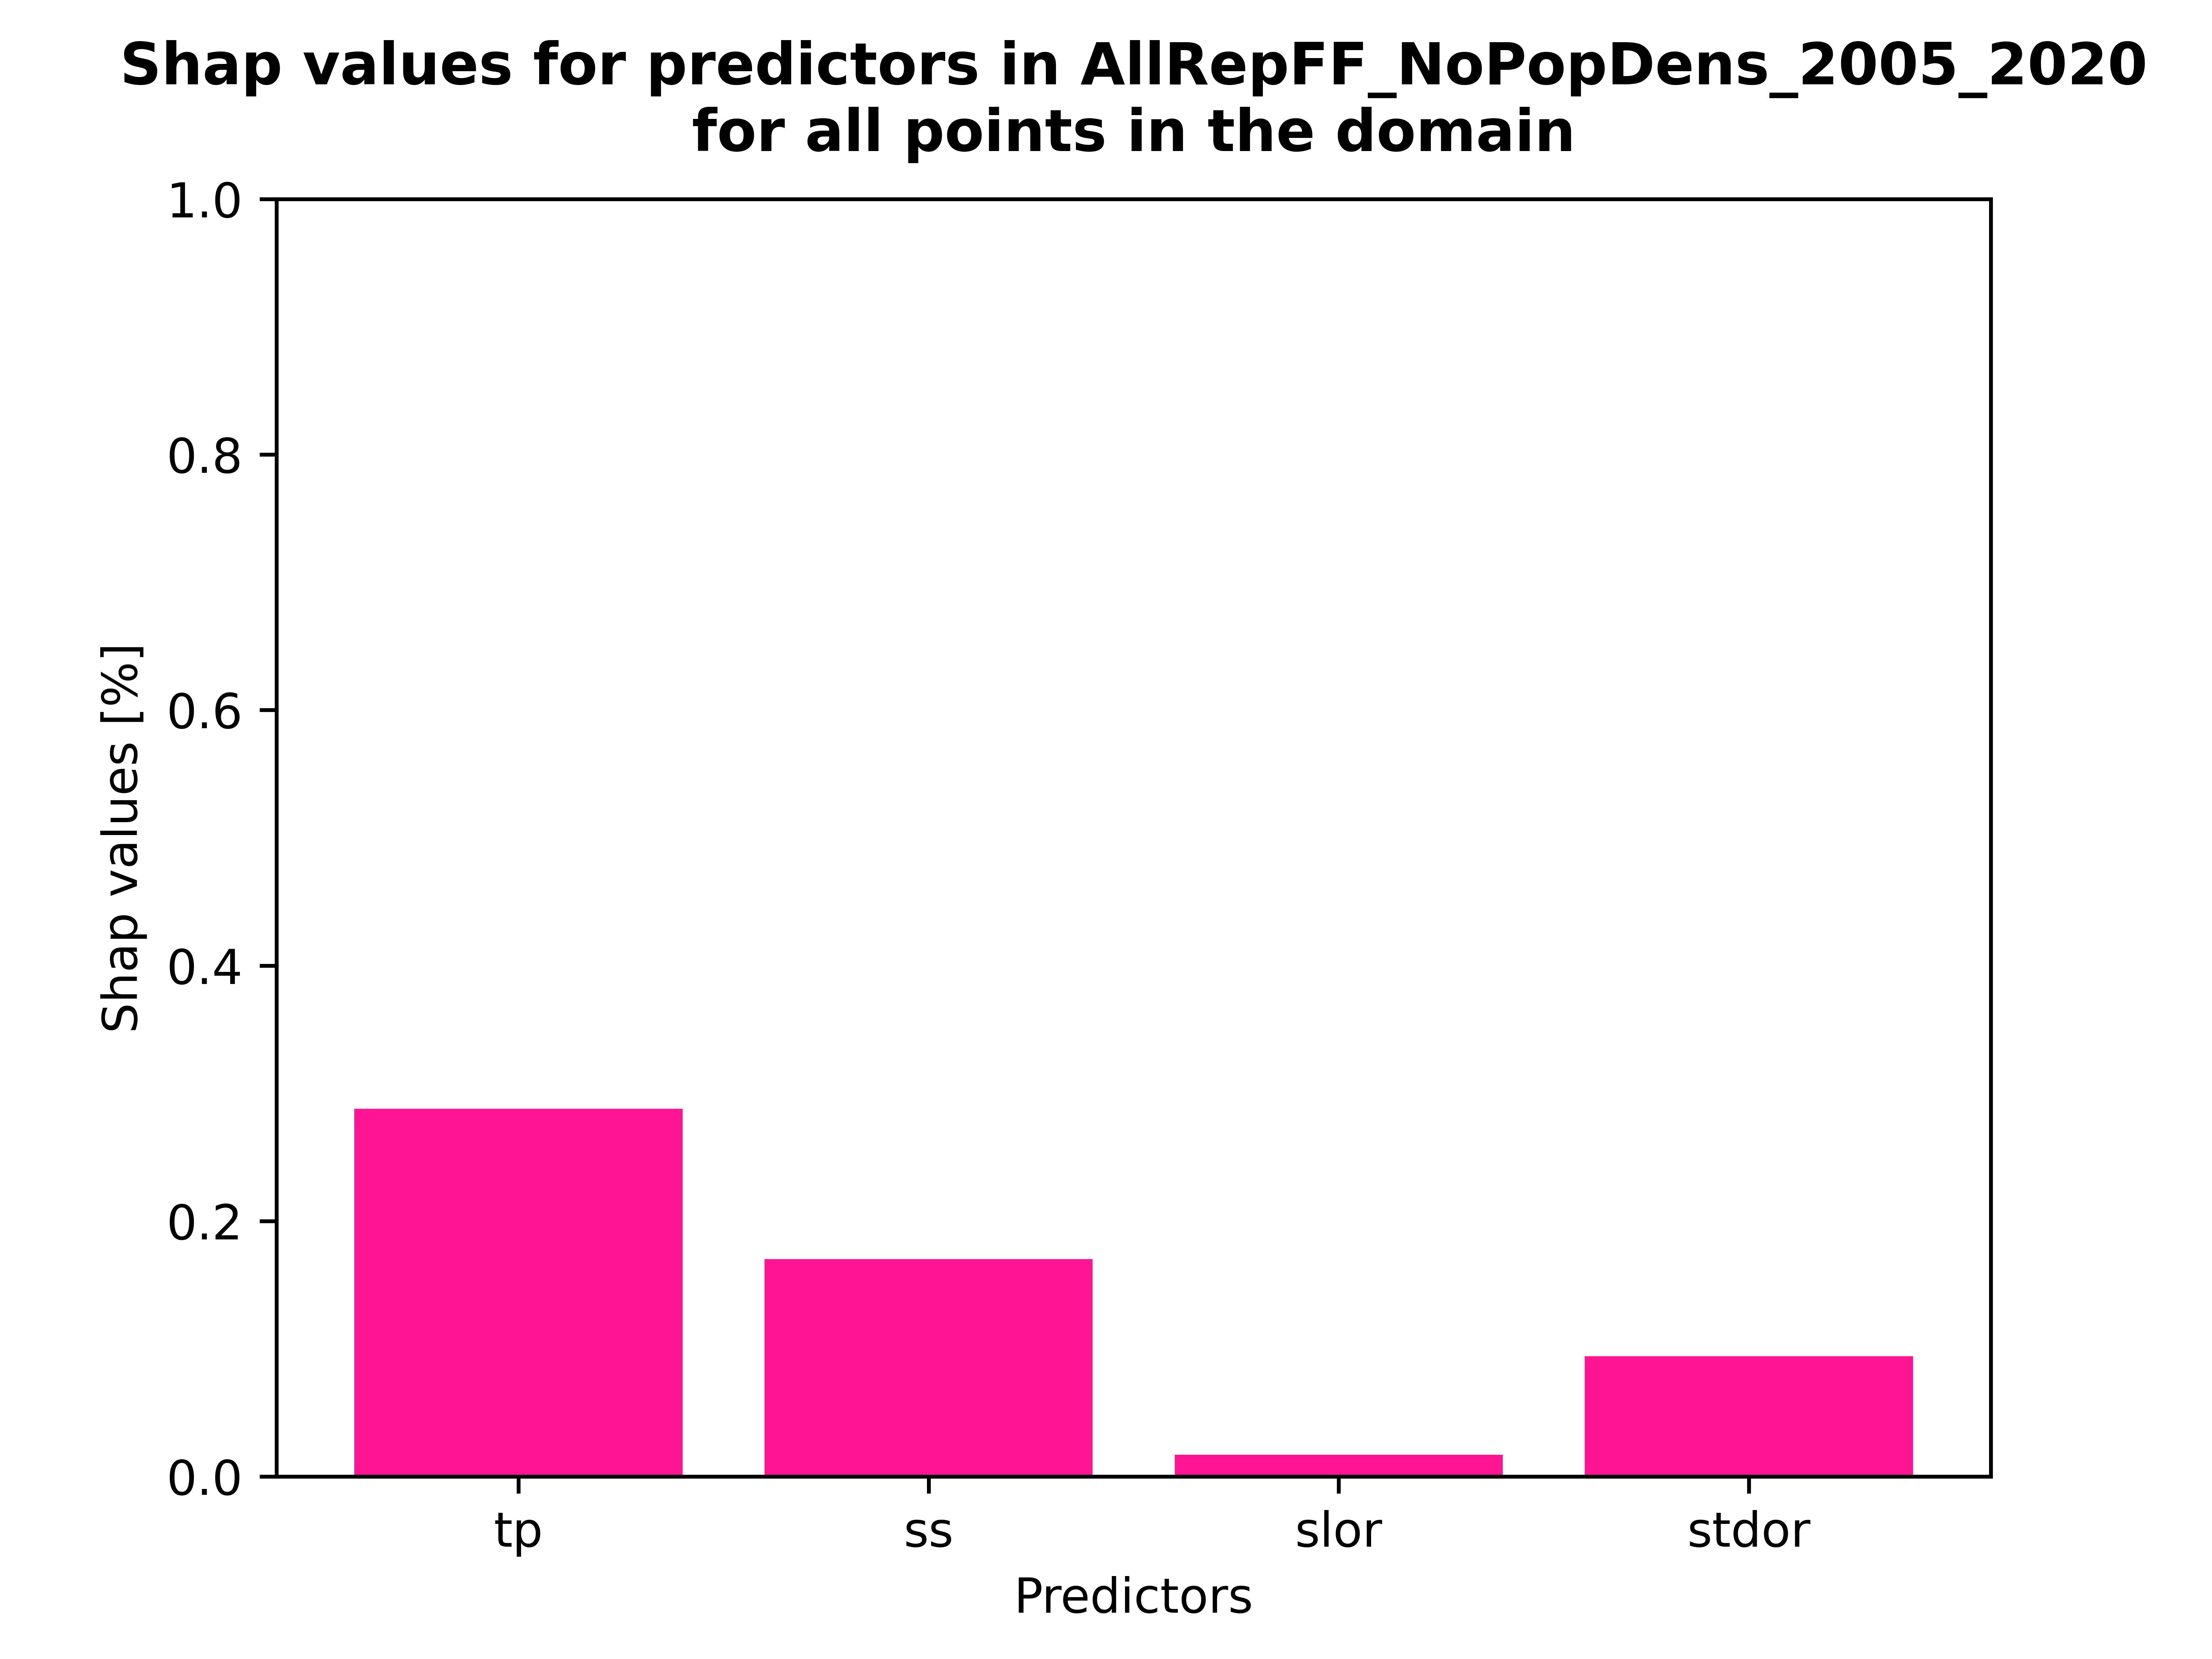 Shap values for predictors in AllRepFF_NoPopDens_2005_2020
for all points in the domain
1.0
0.8
0.6
0.4
0.2
0.0
Shap values [%]
tp ss slor stdor
Predictors